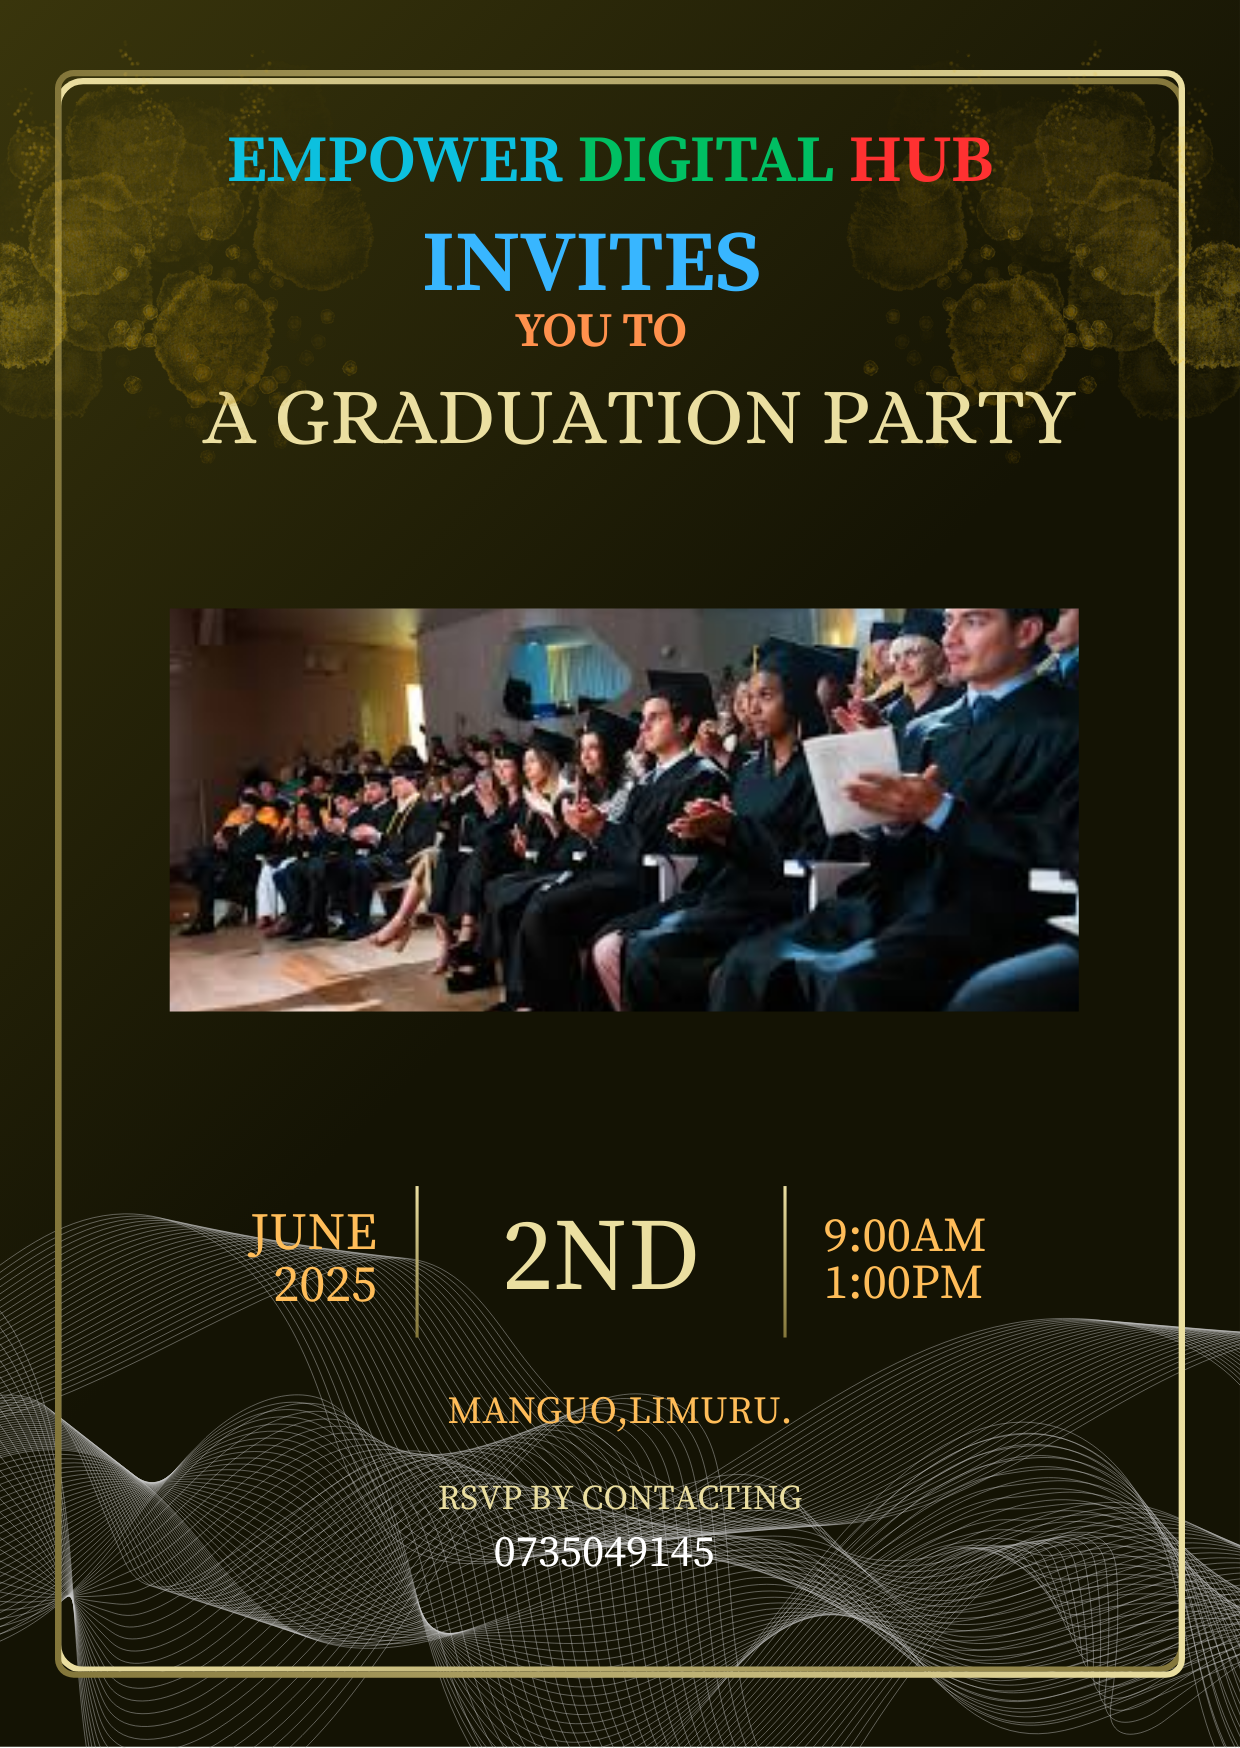 EMPOWER DIGITAL HUB
INVITES
YOU TO
A GRADUATION PARTY
JUNE
2025
2ND
9:00AM
1:00PM
MANGUO,LIMURU.
RSVP BY CONTACTING
0735049145